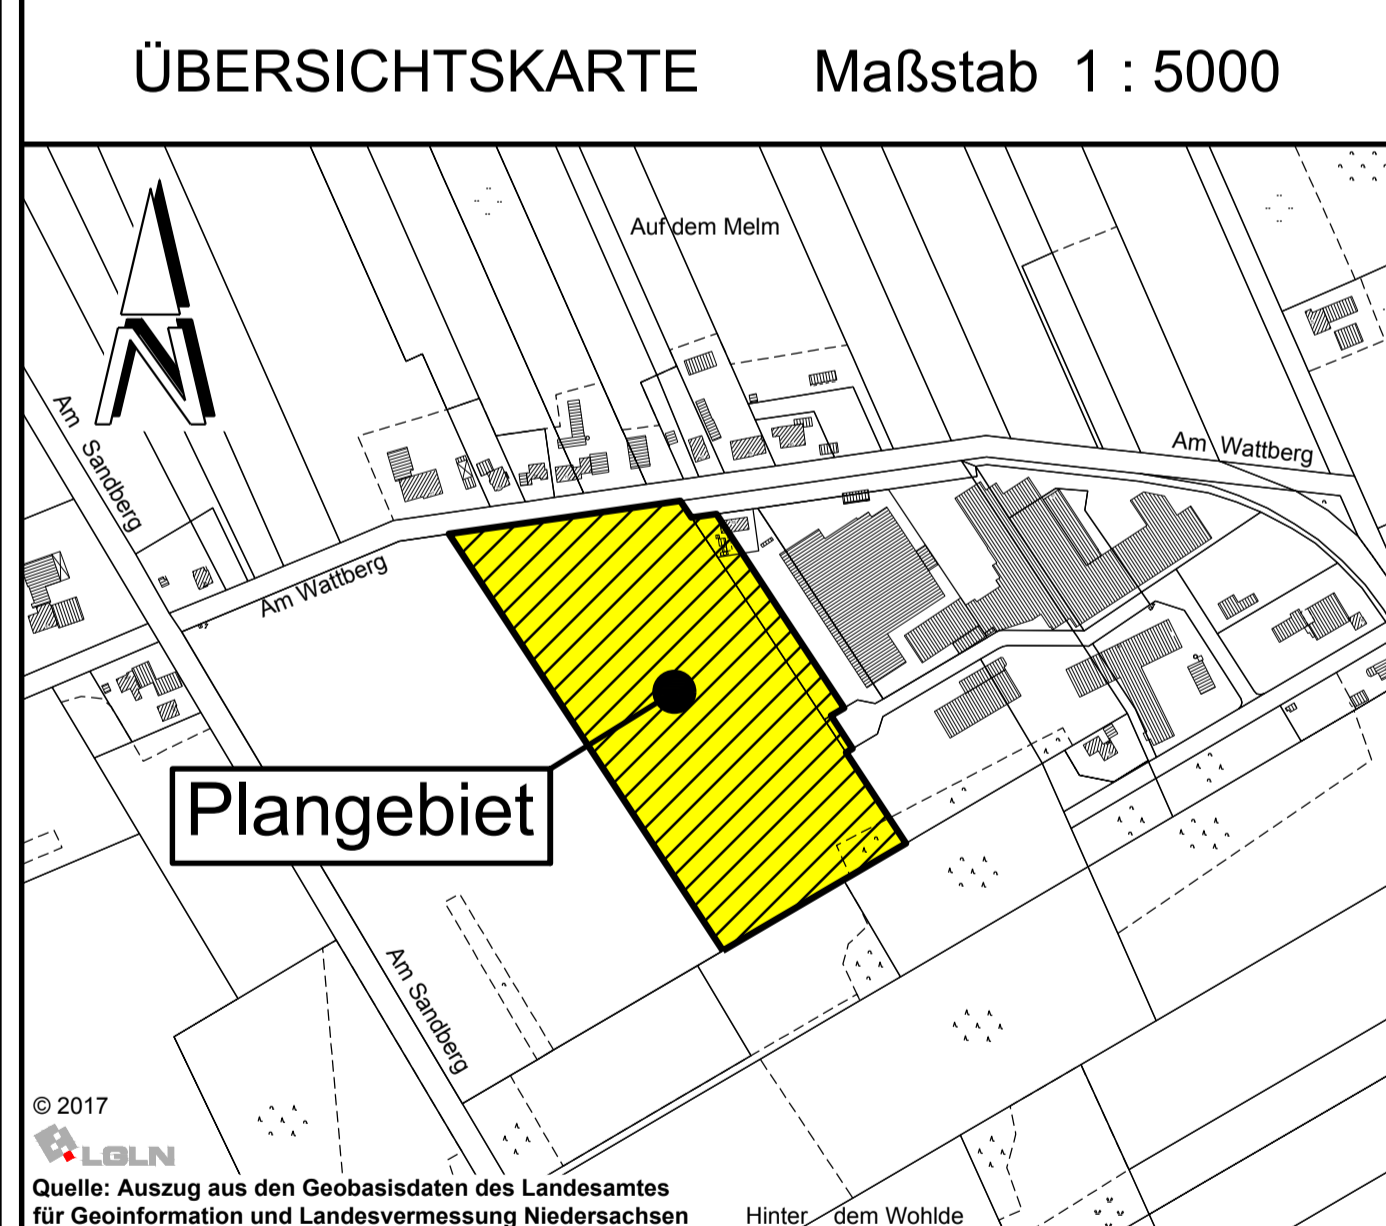 ÜBERSICHTSKARTE Maßstab 1 : 5000
Auf dem Melm
N
Am Sandberg
Am Wattberg
Am Wattberg
Plangebiet
Am Sandberg
© 2017
LGLN
Quelle: Auszug aus den Geobasisdaten des Landesamtes
für Geoinformation und Landesvermessung Niedersachsen
Hinter dem Wohlde